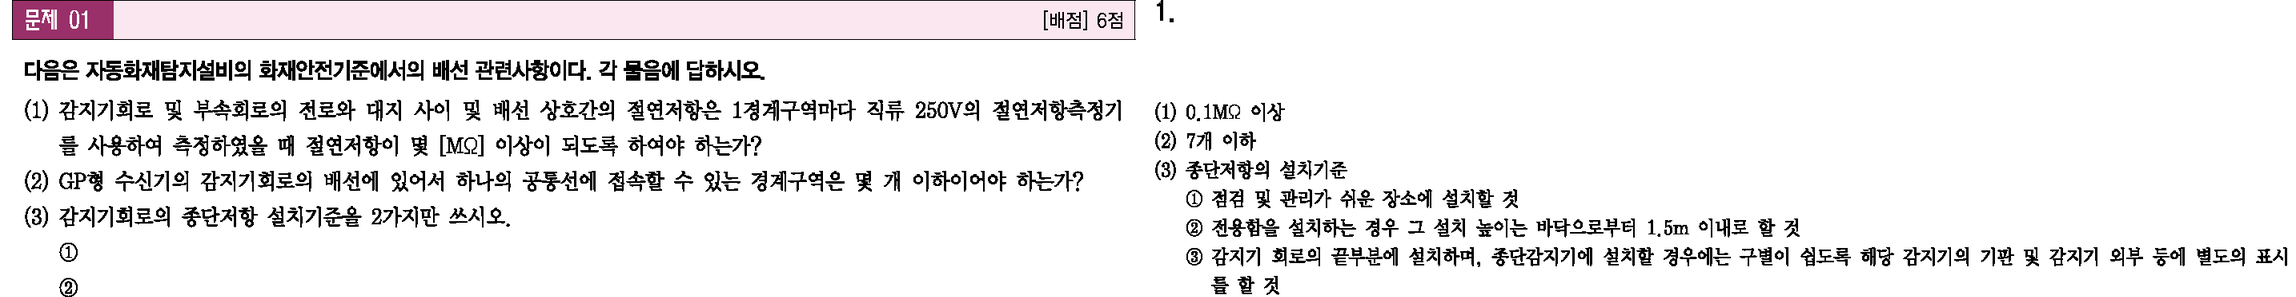 문제 01
[배점] 6점
다음은 자동화재탐지설비의 화재안전기준에서의 배선 관련사항이다. 각 물음에 답하시오.
(1) 감지기회로 및 부속회로의 전로와 대지 사이 및 배선 상호간의 절연저항은 1경계구역마다 직류 250V의 절연저항측정기
를 사용하여 측정하였을 때 절연저항이 몇 [MΩ] 이상이 되도록 하여야 하는가?
(2) GP형 수신기의 감지기회로의 배선에 있어서 하나의 공통선에 접속할 수 있는 경계구역은 몇 개 이하이어야 하는가?
(3) 감지기회로의 종단저항 설치기준을 2가지만 쓰시오.
①
②
1.
(1) 0.1MΩ 이상
(2) 7개 이하
(3) 종단저항의 설치기준
① 점검 및 관리가 쉬운 장소에 설치할 것
② 전용함을 설치하는 경우 그 설치 높이는 바닥으로부터 1.5m 이내로 할 것
③ 감지기 회로의 끝부분에 설치하며, 종단감지기에 설치할 경우에는 구별이 쉽도록 해당 감지기의 기판 및 감지기 외부 등에 별도의 표시
를 할 것